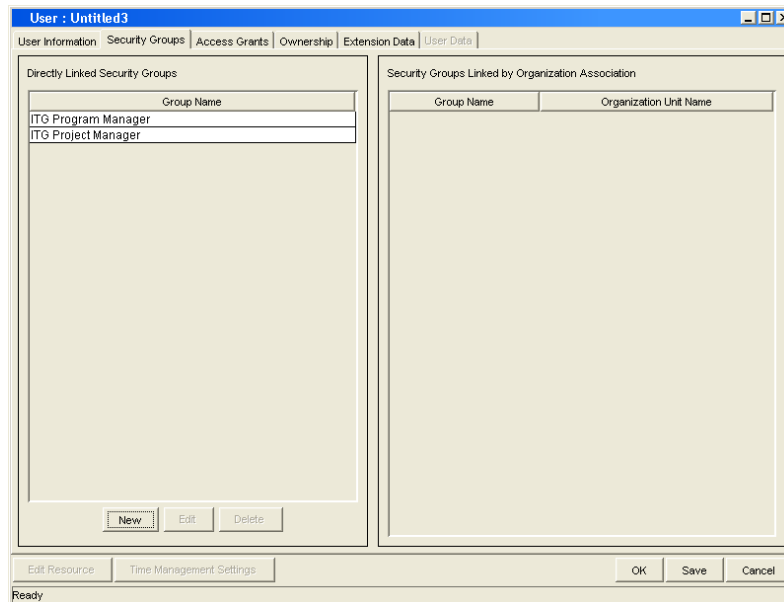 User : Untitled3
User Information Security Groups Access Grants Ownership Extension Data User Data
Directly Linked Security Groups
Group Name
ITG Program Manager
ITG Project Manager
New Edit Delete
Security Groups Linked by Organization Association
Group Name Organization Unit Name
Edit Resource Time Management Settings OK Save Cancel
Ready